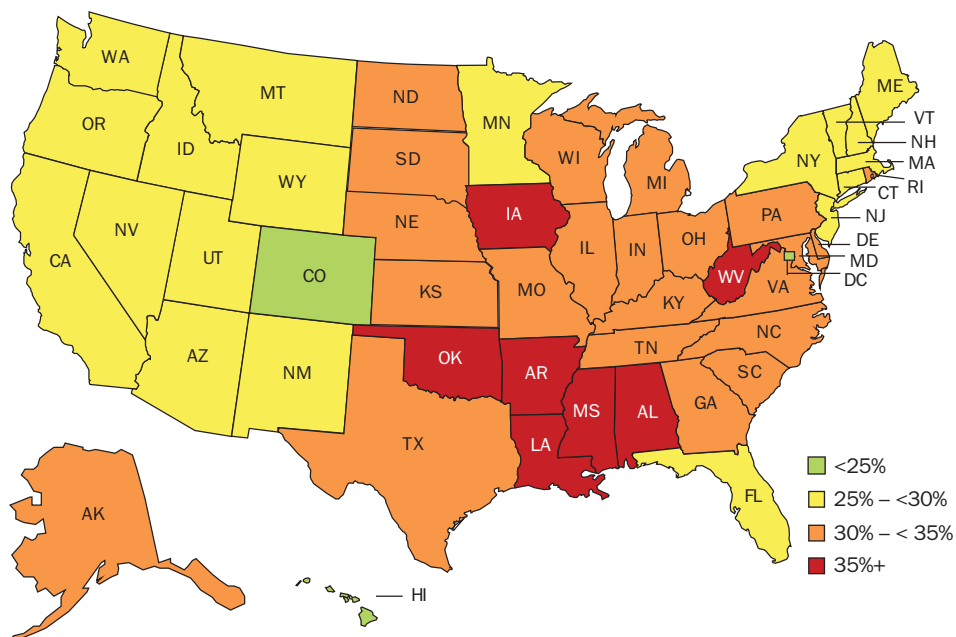 WA
MT
ND
MN
ME
OR
ID
SD
WI
VT
NH
NY
MA
WY
MI
RI
CT
IA
NE
PA
NJ
NV
UT
CA
CO
IL
IN
OH
DE
MD
WV
DC
VA
KS
MO
KY
NC
TN
AZ
NM
OK
AR
SC
MS
AL
GA
TX
LA
FL
AK
HI
<25%
25% – <30%
30% – < 35%
35%+